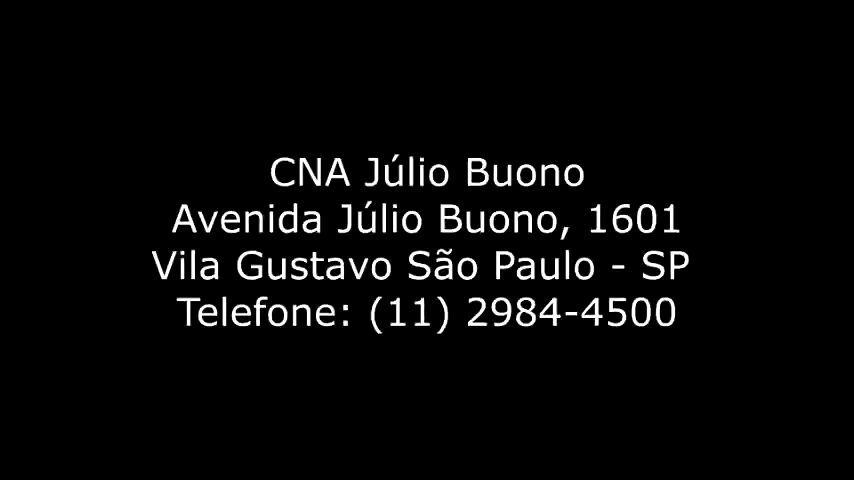 CNA Júlio Buono
Avenida Júlio Buono, 1601
Vila Gustavo São Paulo - SP
Telefone: (11) 2984-4500